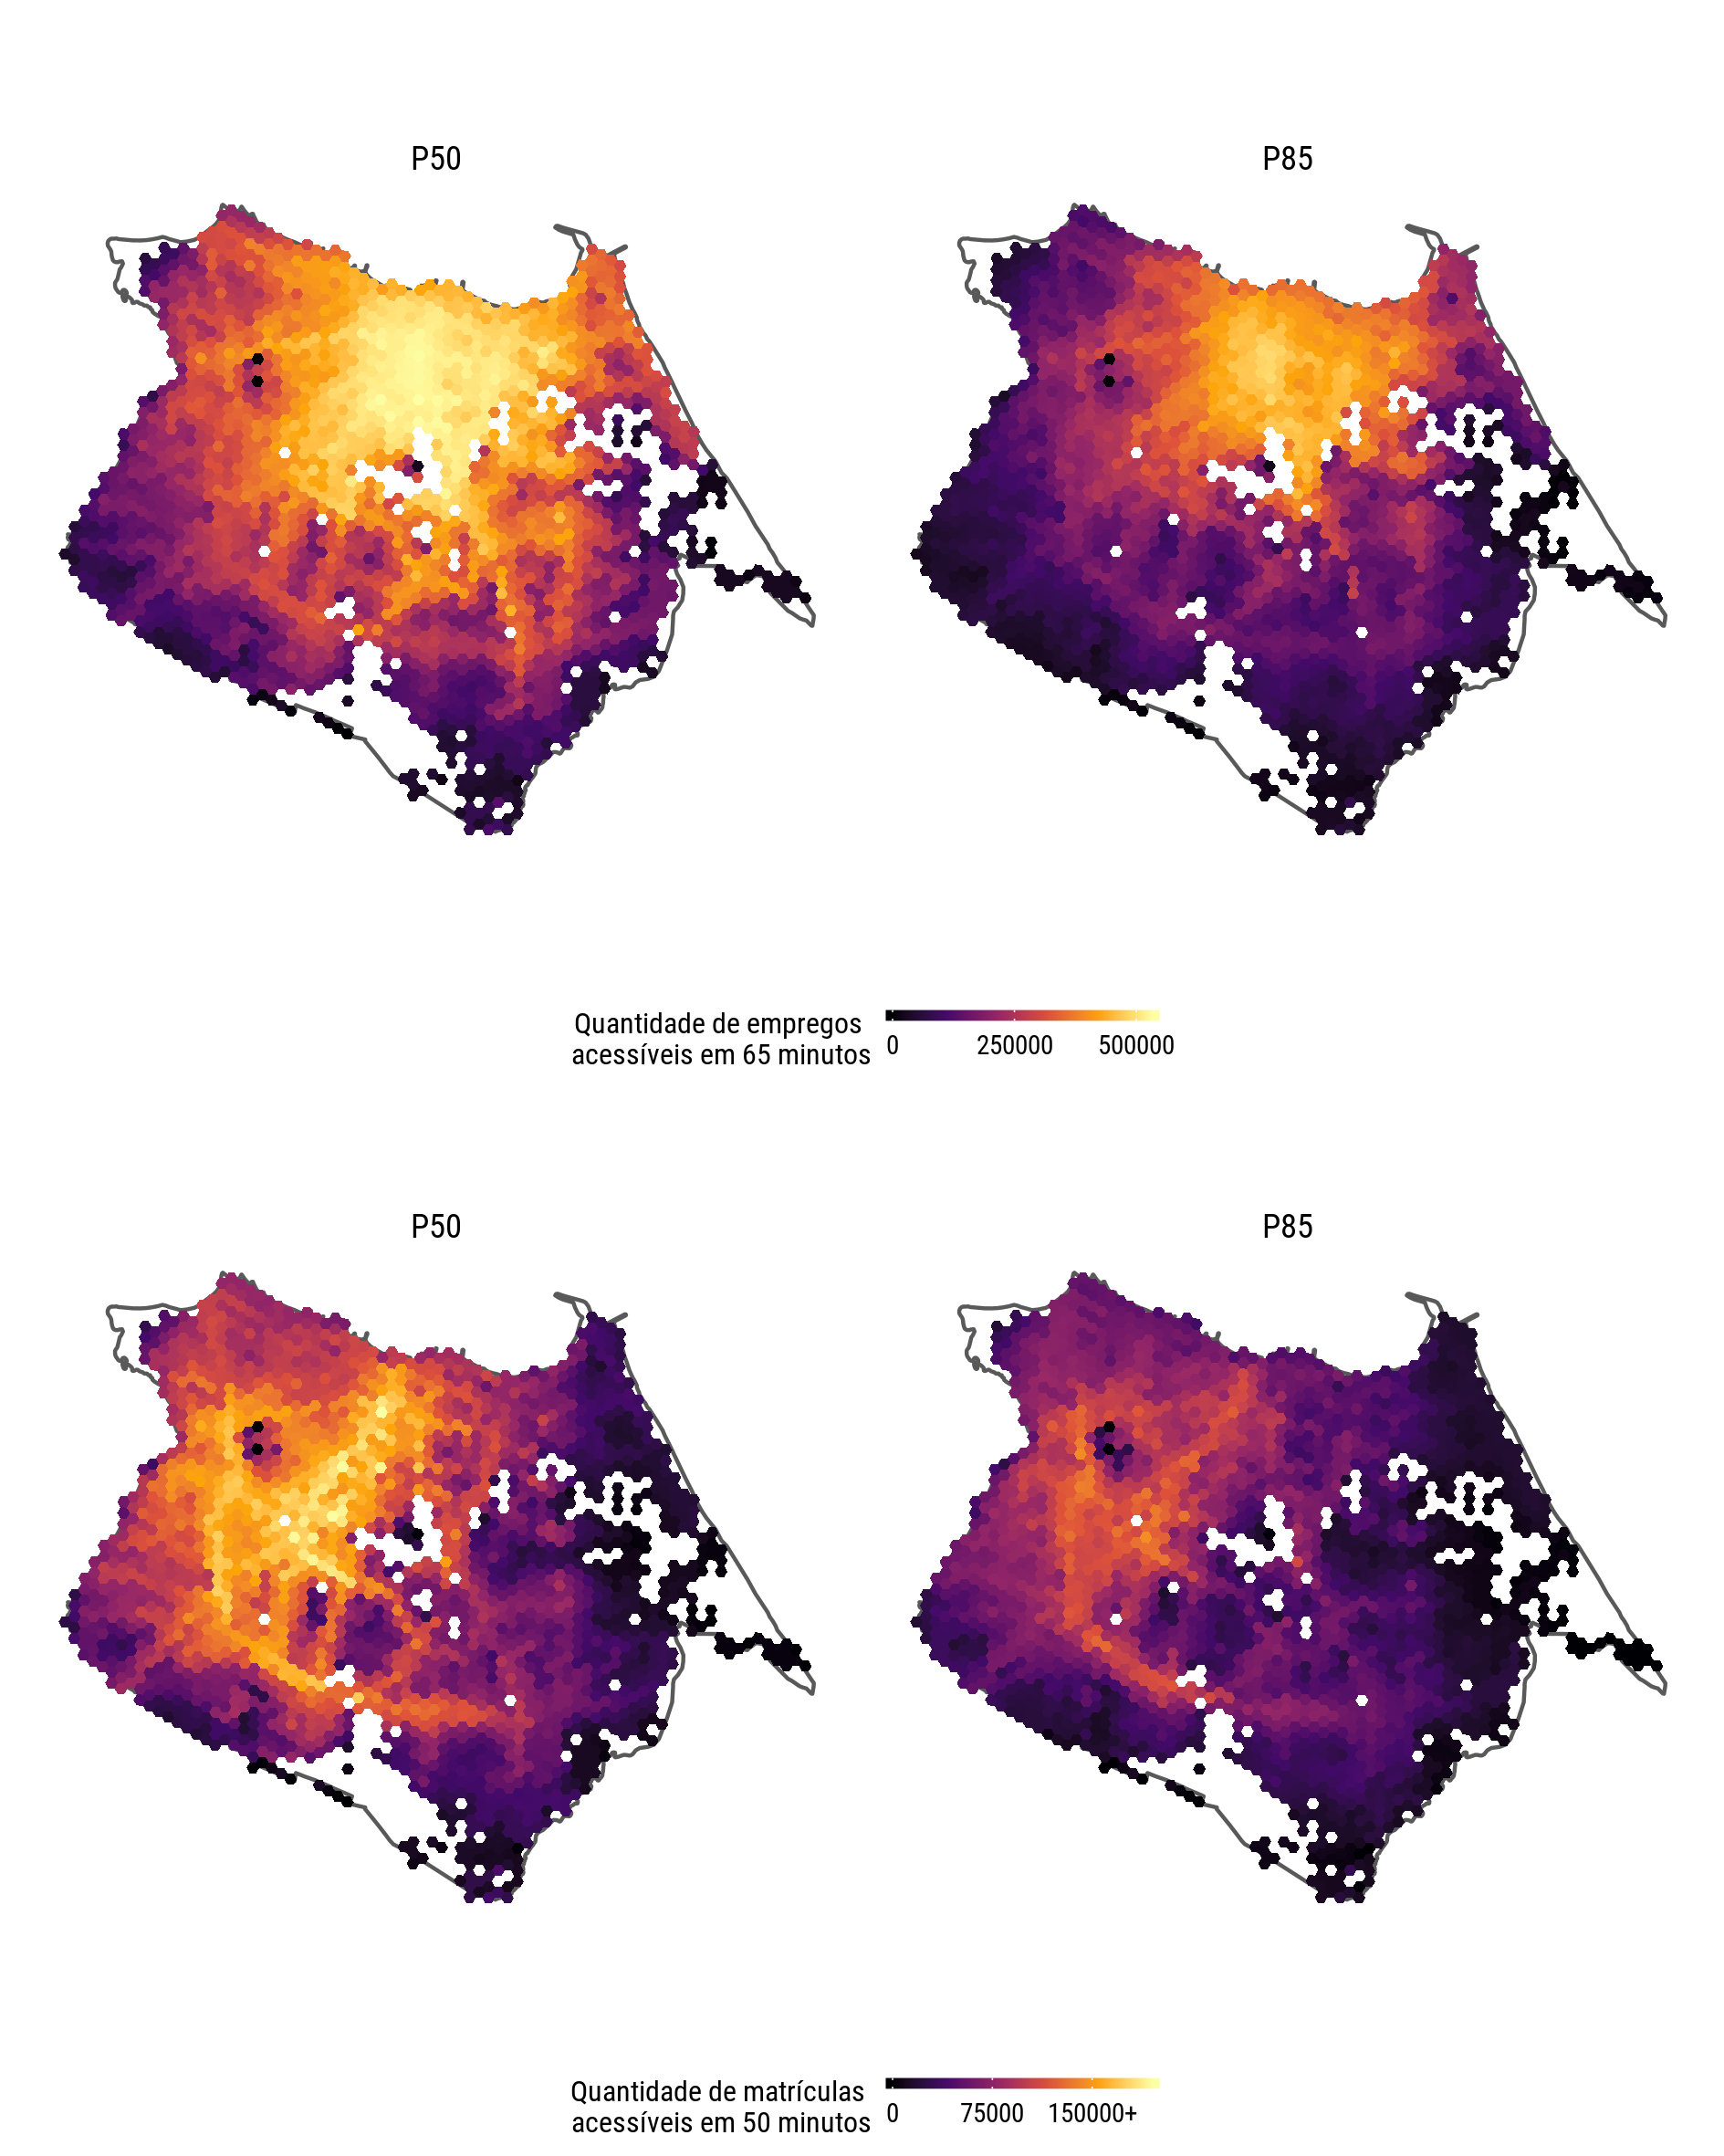 P50
P85
Quantidade de empregos
acessíveis em 65 minutos
0
250000
500000
P50
P85
Quantidade de matrículas
acessíveis em 50 minutos
0
75000
150000+